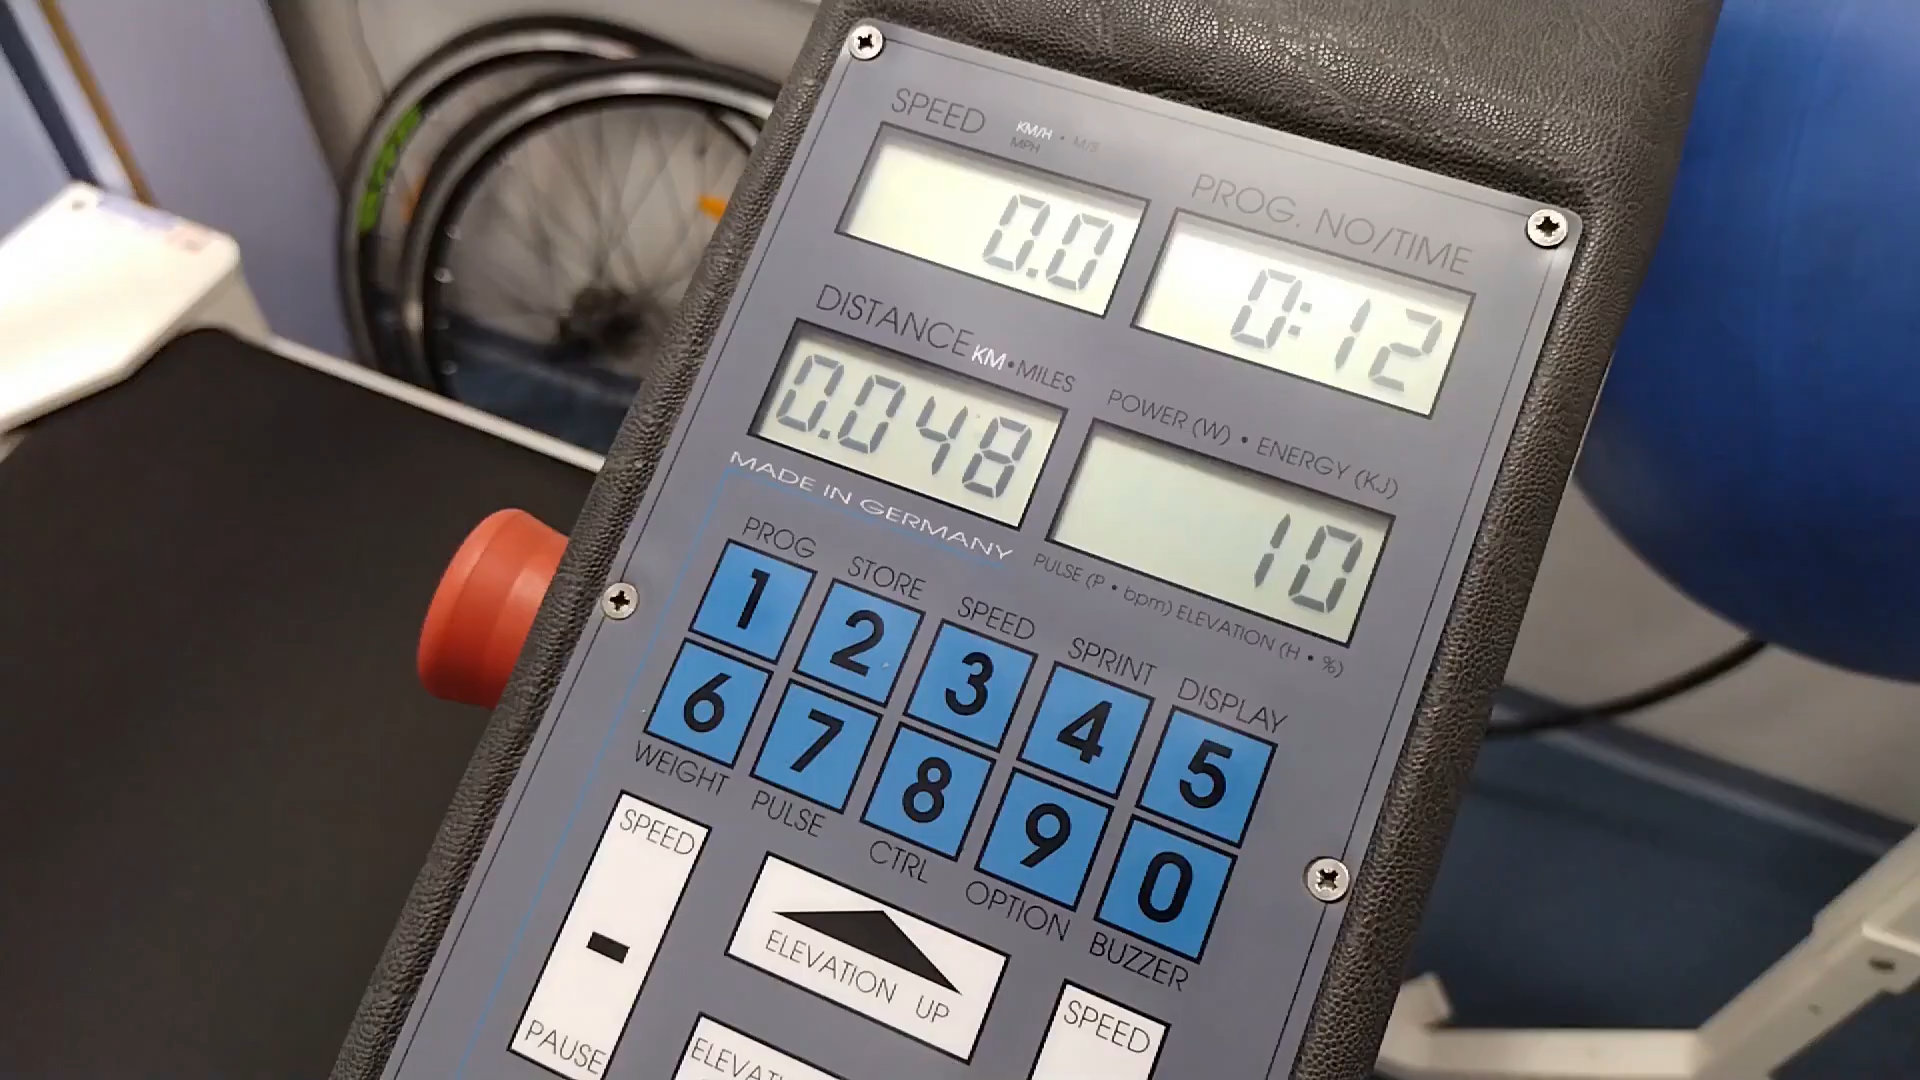 SPEED KM/H • M/S
MPH
0.0
PROG. NO/TIME
0:12
DISTANCE KM•MILES
0.048
POWER (W) • ENERGY (KJ)
10
PULSE (P • bpm) ELEVATION (H • %)
MADE IN GERMANY
PROG STORE SPEED SPRINT DISPLAY
1 2 3 4 5
6 7 8 9 0
WEIGHT PULSE CTRL OPTION BUZZER
SPEED
-
PAUSE
ELEVATION UP
SPEED